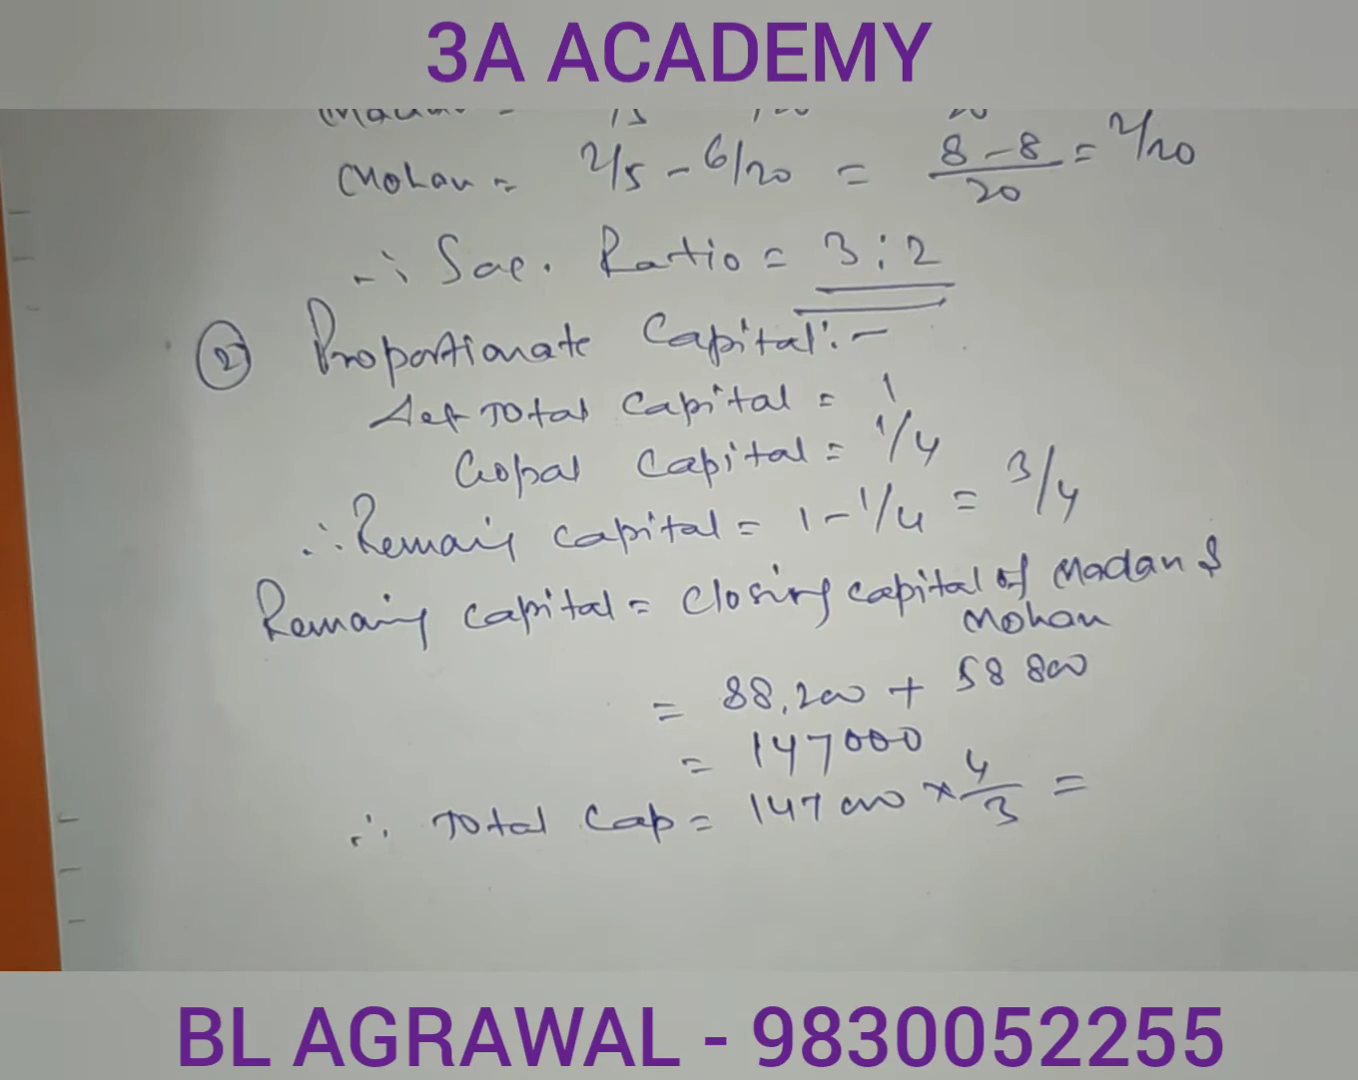 3A ACADEMY
Mohan = 2/5 - 6/20 = 8-8/20 = 2/20
∴ Sac. Ratio = 3:2
② Proportionate Capital:-
Let Total Capital = 1
Gopal Capital = 1/4
∴ Remaing capital = 1-1/4 = 3/4
Remaing capital = closing capital of Madan &
Mohan
= 88,200 + 58800
= 147000
∴ Total Cap = 147000 × 4/3 =
BL AGRAWAL - 9830052255